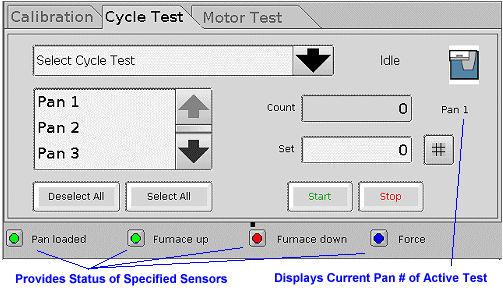 Calibration Cycle Test Motor Test
Select Cycle Test Idle
Pan 1
Pan 2
Pan 3
Count 0 Pan 1
Set 0 #
Deselect All Select All Start Stop
Pan loaded Furnace up Furnace down Force
Provides Status of Specified Sensors Displays Current Pan # of Active Test